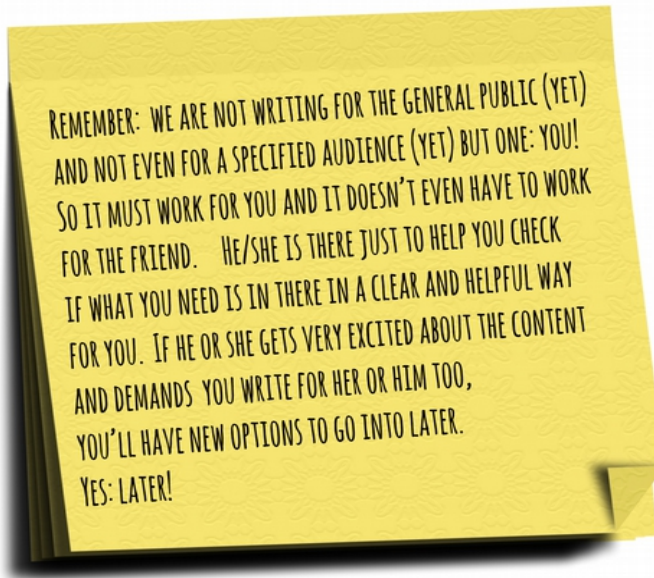 Remember: we are not writing for the general public (yet)
and not even for a specified audience (yet) but one: you!
So it must work for you and it doesn't even have to work
for the friend. He/she is there just to help you check
if what you need is in there in a clear and helpful way
for you. If he or she gets very excited about the content
and demands you write for her or him too,
you'll have new options to go into later.
Yes: later!